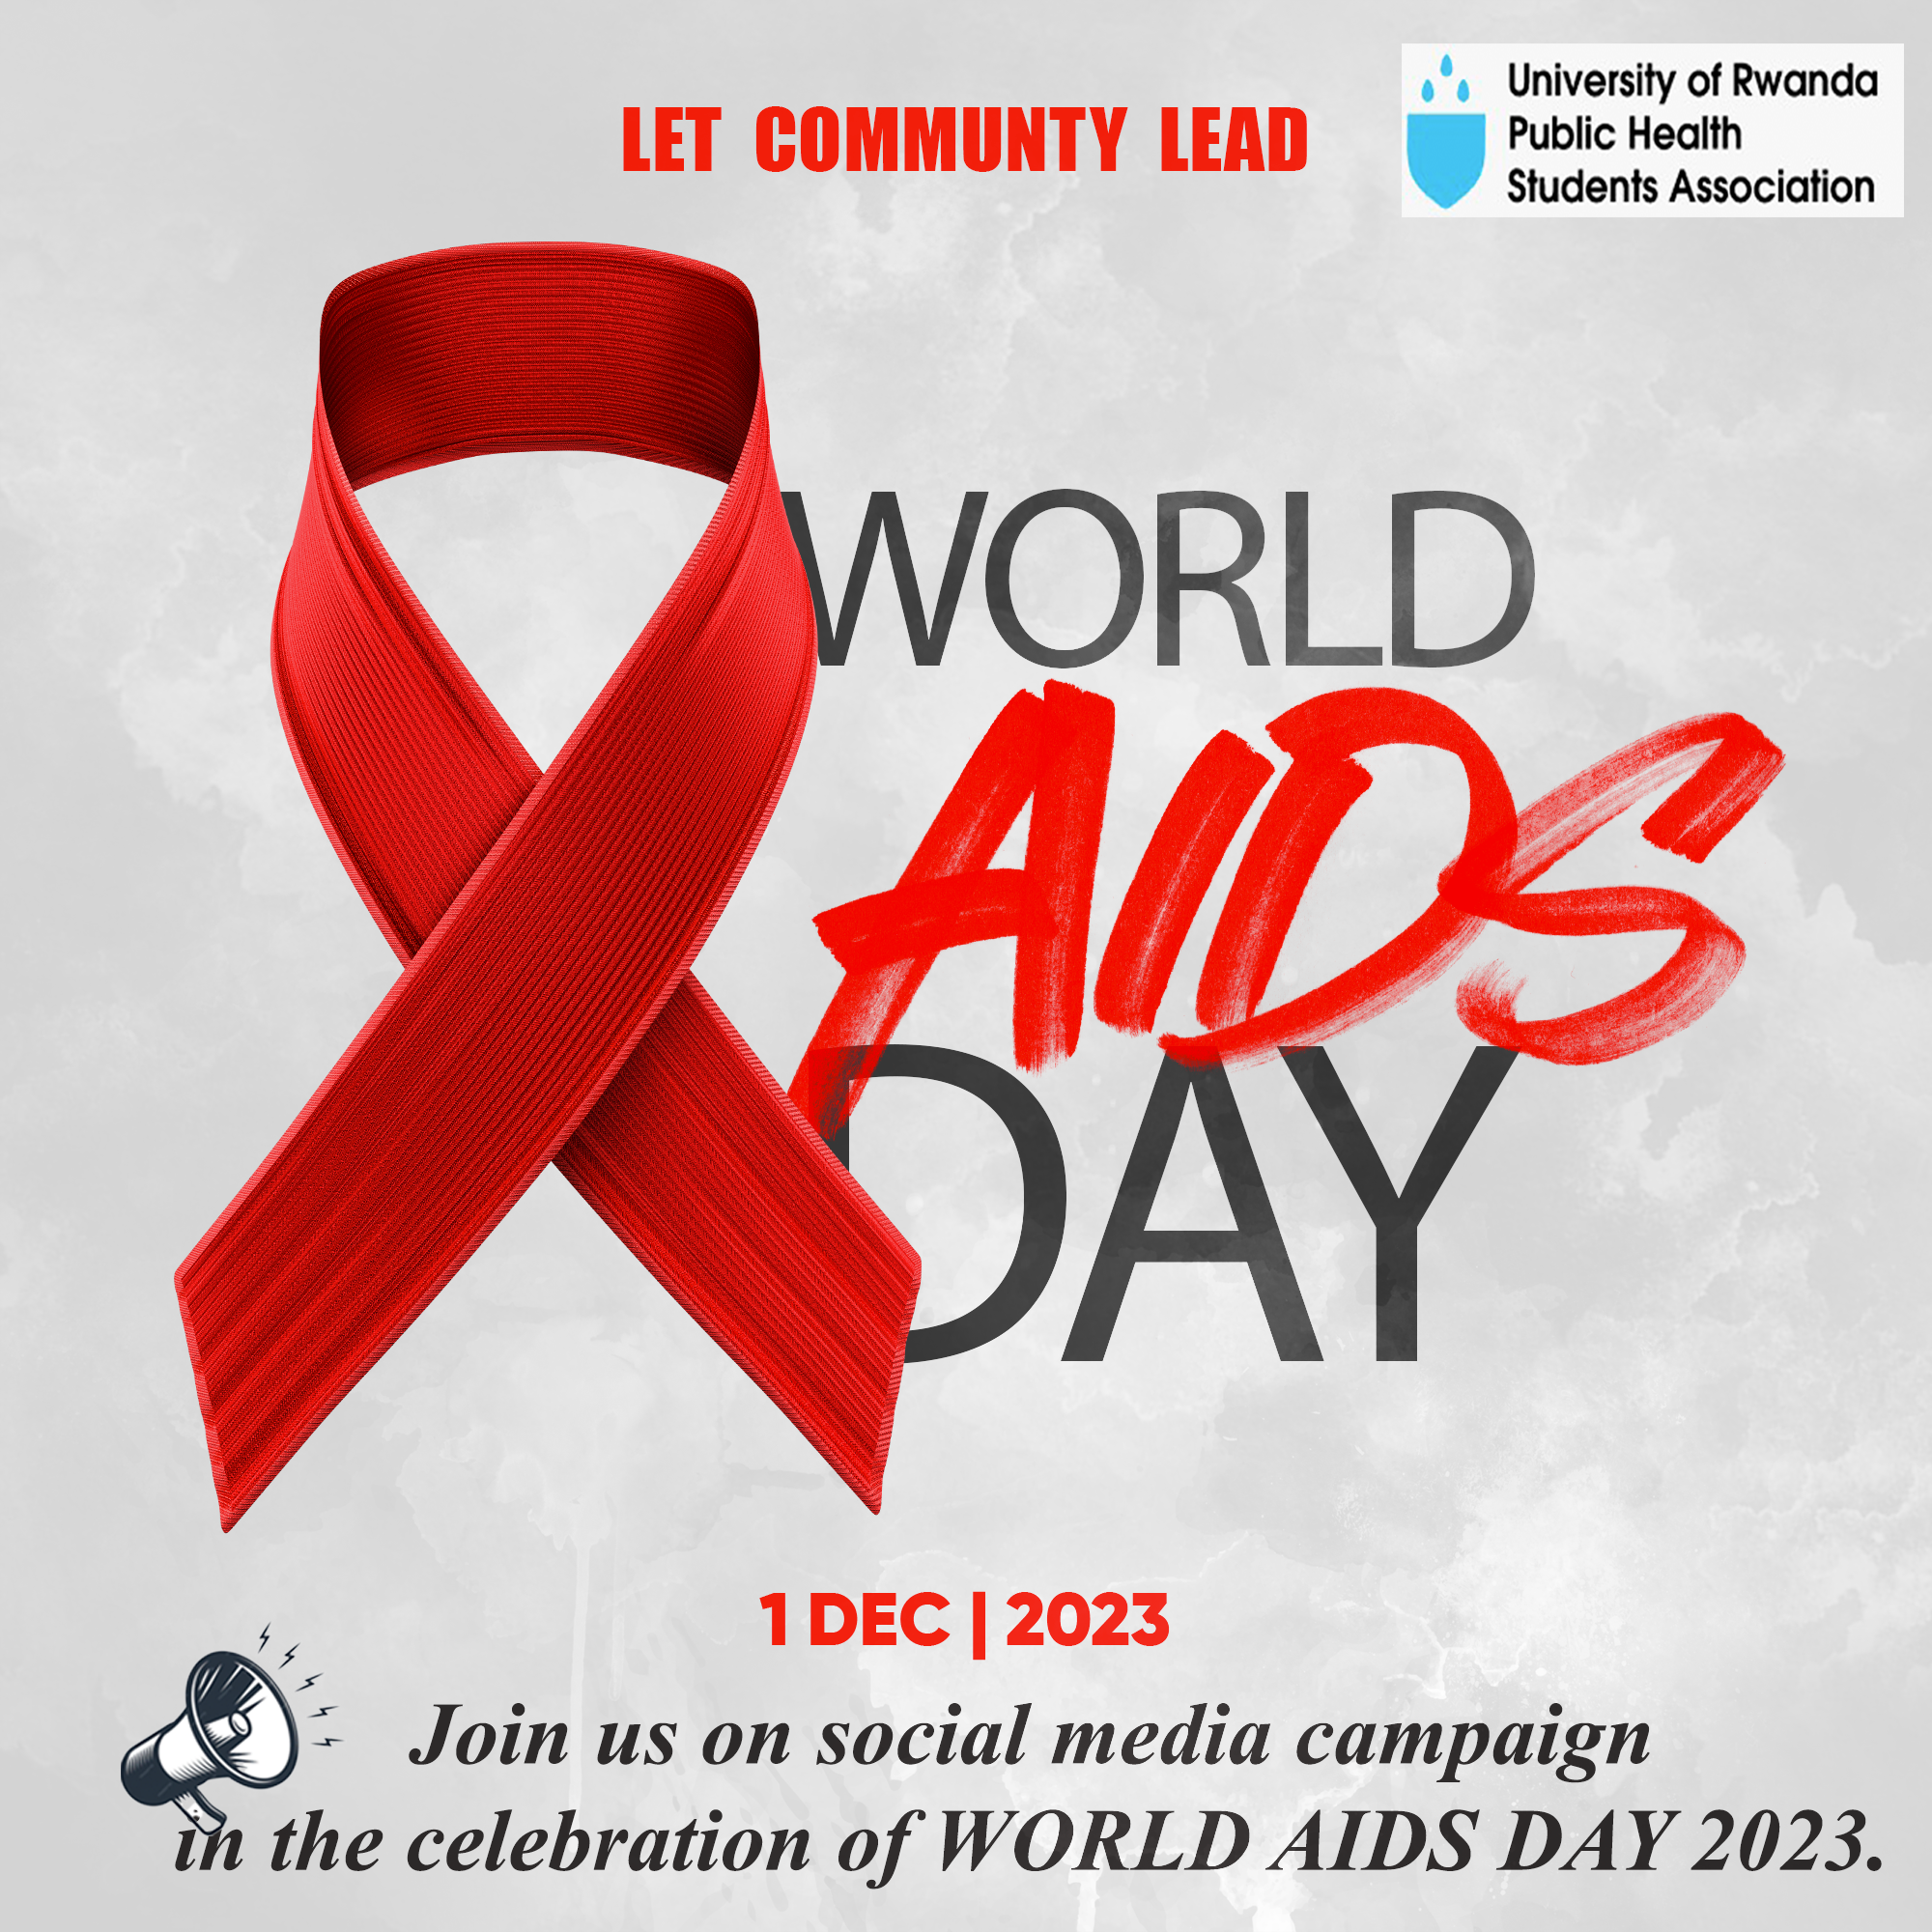 LET COMMUNTY LEAD
University of Rwanda
Public Health
Students Association
WORLD
AIDS
DAY
1 DEC | 2023
Join us on social media campaign
in the celebration of WORLD AIDS DAY 2023.